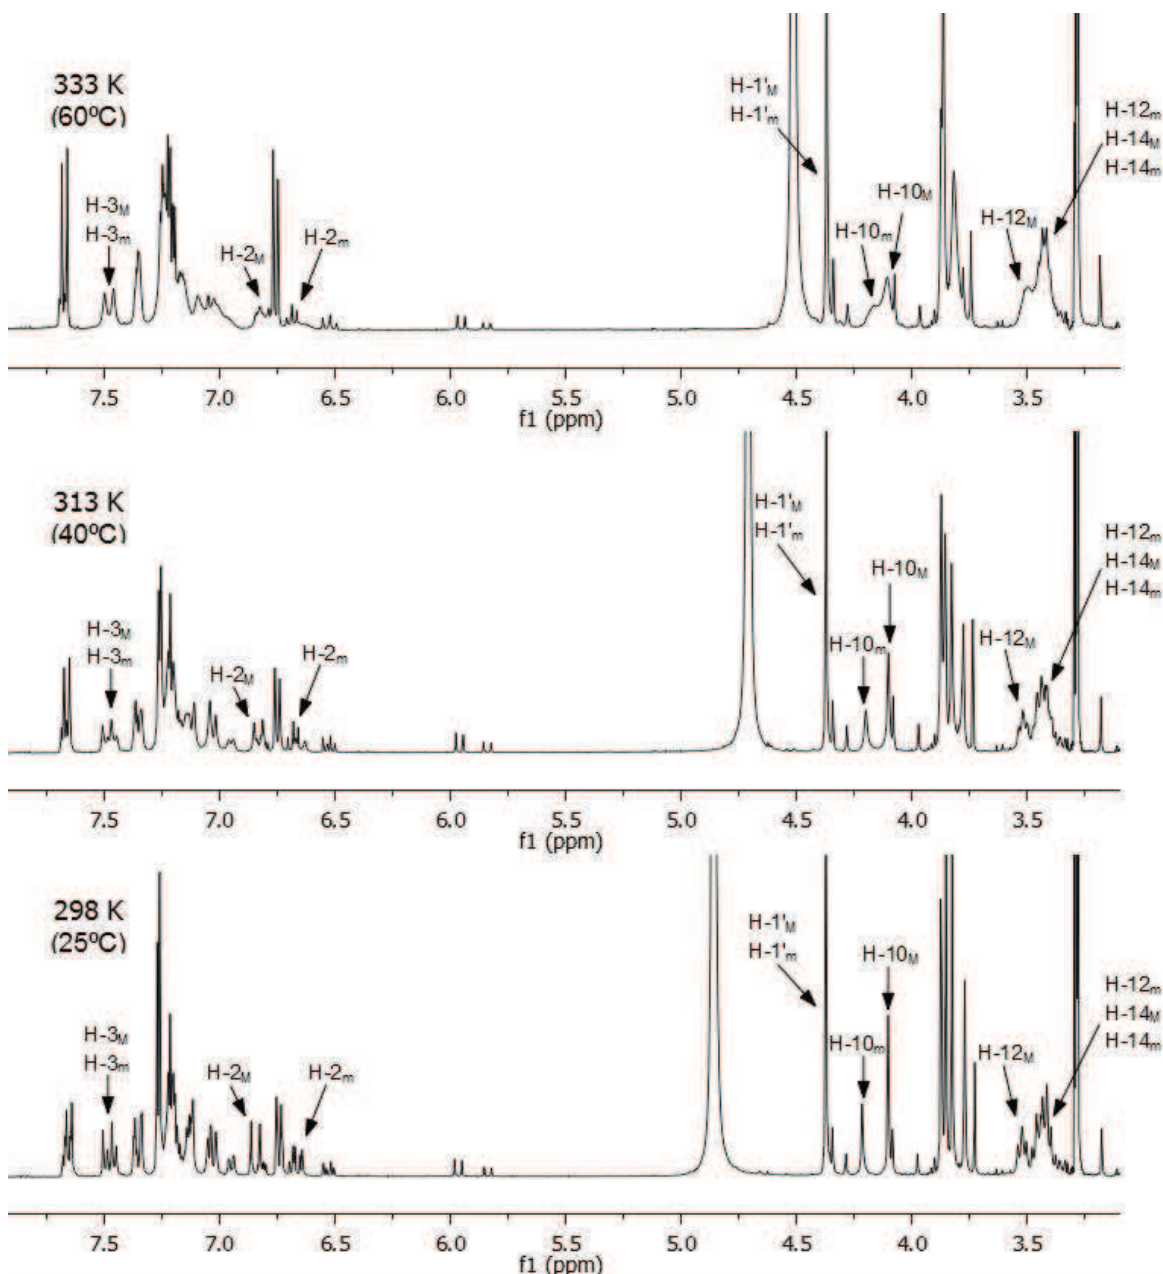 333 K
(60ºC)
H-3M
H-3m
H-2M
H-2m
H-1'M
H-1'm
H-10m
H-10M
H-12M
H-12m
H-14M
H-14m
7.5 7.0 6.5 6.0 5.5 5.0 4.5 4.0 3.5
f1 (ppm)
313 K
(40ºC)
H-3M
H-3m
H-2M
H-2m
H-1'M
H-1'm
H-10m
H-10M
H-12M
H-12m
H-14M
H-14m
7.5 7.0 6.5 6.0 5.5 5.0 4.5 4.0 3.5
f1 (ppm)
298 K
(25ºC)
H-3M
H-3m
H-2M
H-2m
H-1'M
H-1'm
H-10m
H-10M
H-12M
H-12m
H-14M
H-14m
7.5 7.0 6.5 6.0 5.5 5.0 4.5 4.0 3.5
f1 (ppm)